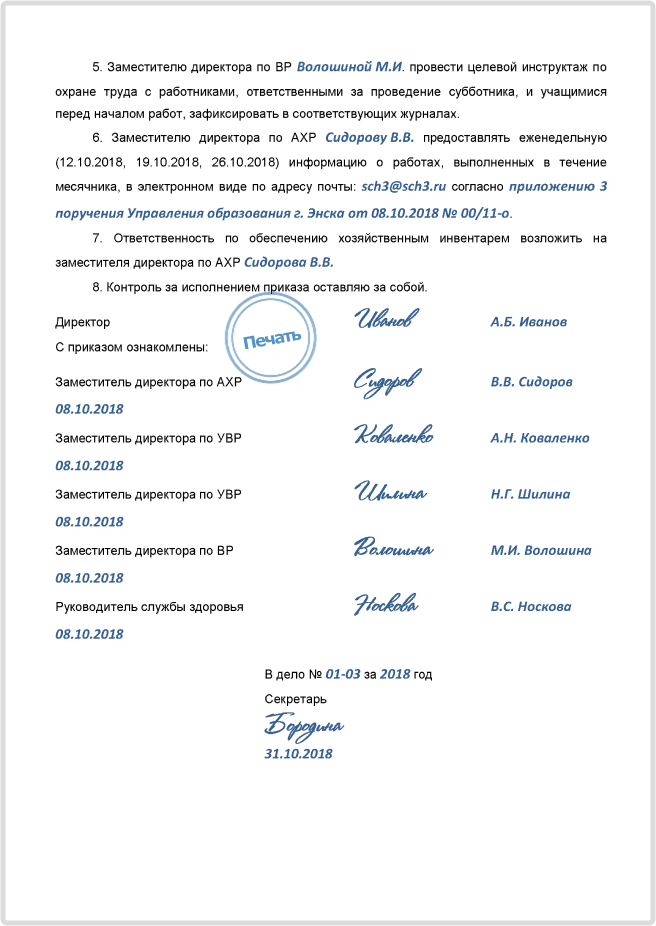 5. Заместителю директора по ВР Волошиной М.И. провести целевой инструктаж по
охране труда с работниками, ответственными за проведение субботника, и учащимися
перед началом работ, зафиксировать в соответствующих журналах.
6. Заместителю директора по АХР Сидорову В.В. предоставлять еженедельную
(12.10.2018, 19.10.2018, 26.10.2018) информацию о работах, выполненных в течение
месячника, в электронном виде по адресу почты: sch3@sch3.ru согласно приложению 3
поручения Управления образования г. Энска от 08.10.2018 № 00/11-о.
7. Ответственность по обеспечению хозяйственным инвентарем возложить на
заместителя директора по АХР Сидорова В.В.
8. Контроль за исполнением приказа оставляю за собой.
Директор Иванов А.Б. Иванов
Печать
С приказом ознакомлены:
Заместитель директора по АХР Сидоров В.В. Сидоров
08.10.2018
Заместитель директора по УВР Коваленко А.Н. Коваленко
08.10.2018
Заместитель директора по УВР Шилина Н.Г. Шилина
08.10.2018
Заместитель директора по ВР Волошина М.И. Волошина
08.10.2018
Руководитель службы здоровья Носкова В.С. Носкова
08.10.2018
В дело № 01-03 за 2018 год
Секретарь
Бородина
31.10.2018